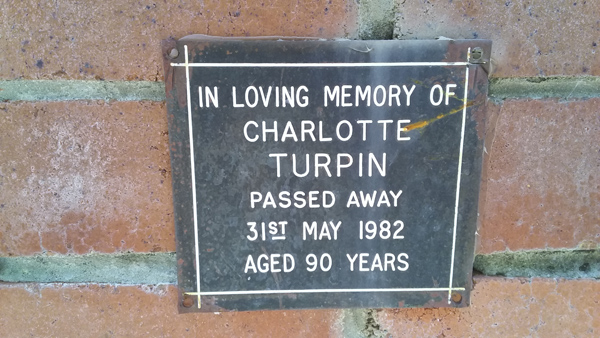 IN LOVING MEMORY OF
CHARLOTTE
TURPIN
PASSED AWAY
31ST MAY 1982
AGED 90 YEARS